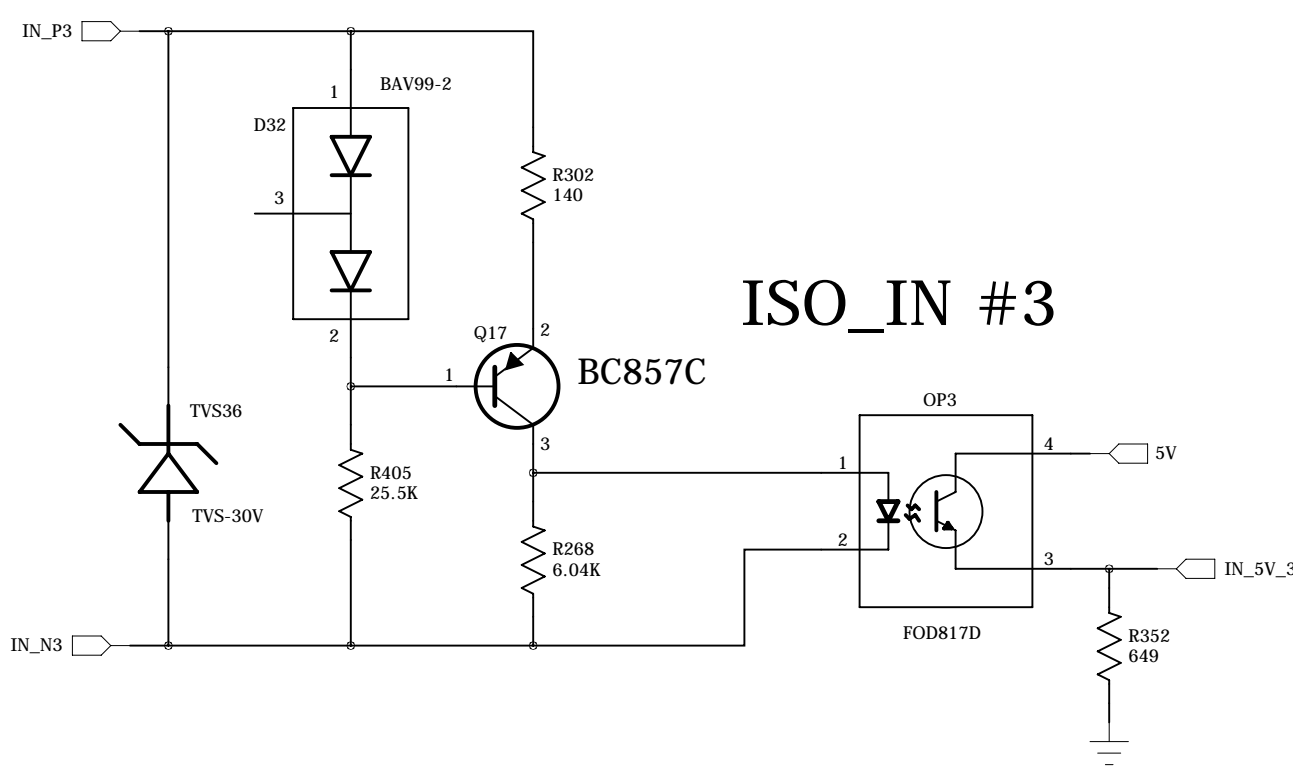 IN_P3
BAV99-2
1
D32
3
2
R302
140
ISO_IN #3
Q17
2
BC857C
1
3
TVS36
TVS-30V
R405
25.5K
R268
6.04K
OP3
1
4
5V
2
3
IN_5V_3
FOD817D
R352
649
IN_N3